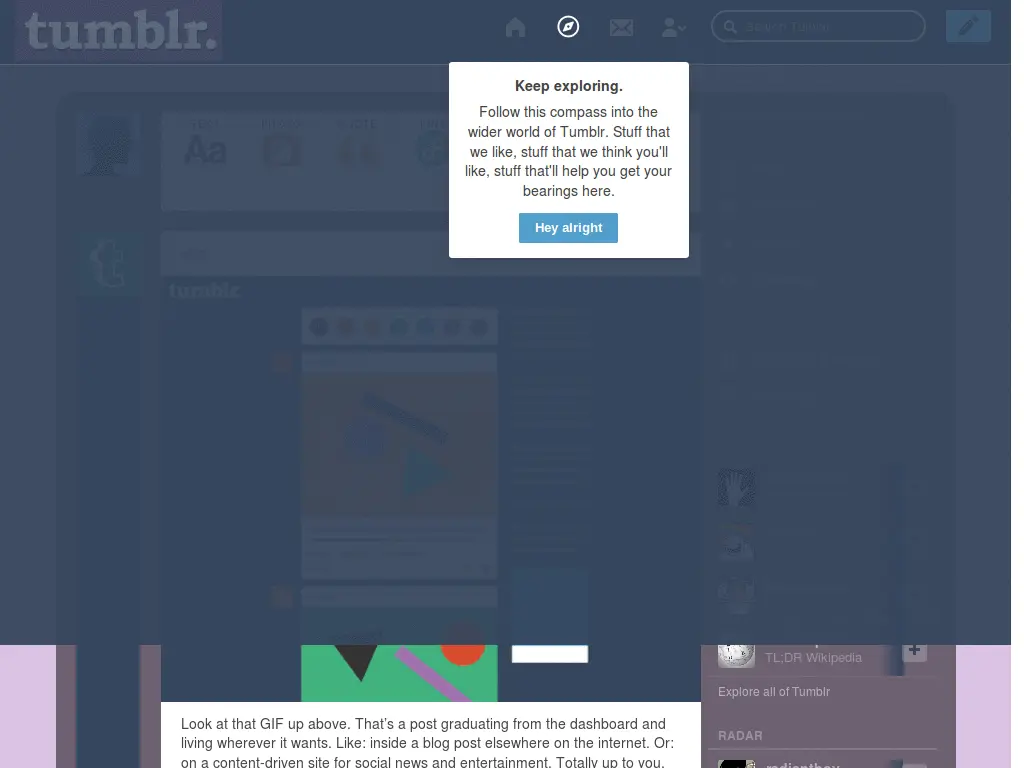 tumblr.
Search Tumblr
Keep exploring.
Follow this compass into the
wider world of Tumblr. Stuff that
we like, stuff that we think you'll
like, stuff that'll help you get your
bearings here.
Hey alright
Aa
tumblr.
TL;DR Wikipedia
Explore all of Tumblr
Look at that GIF up above. That's a post graduating from the dashboard and
living wherever it wants. Like: inside a blog post elsewhere on the internet. Or:
on a content-driven site for social news and entertainment. Totally up to you.
RADAR